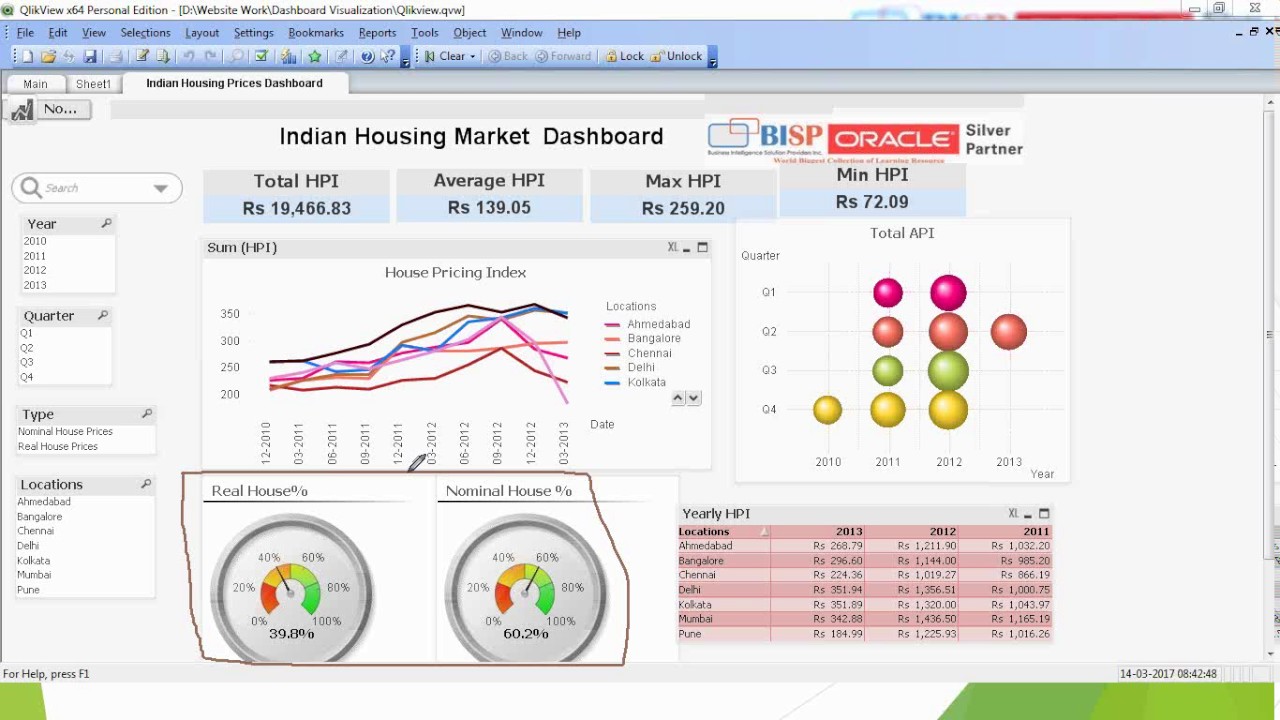 QlikView x64 Personal Edition - [D:\Website Work\Dashboard Visualization\Qlikview.qvw]
File Edit View Selections Layout Settings Bookmarks Reports Tools Object Window Help
Clear Back Forward Lock Unlock
Main Sheet1 Indian Housing Prices Dashboard
No...
Indian Housing Market Dashboard
BISP
Business Intelligence Solution Providers Inc.
ORACLE
Silver
Partner
World Biggest Collection of Learning Resource
Search
Total HPI
Rs 19,466.83
Average HPI
Rs 139.05
Max HPI
Rs 259.20
Min HPI
Rs 72.09
Year
2010
2011
2012
2013
Quarter
Q1
Q2
Q3
Q4
Type
Nominal House Prices
Real House Prices
Locations
Ahmedabad
Bangalore
Chennai
Delhi
Kolkata
Mumbai
Pune
Sum (HPI) XL
House Pricing Index
350
300
250
200
12-2010 03-2011 06-2011 09-2011 12-2011 03-2012 06-2012 09-2012 12-2012 03-2013
Date
Locations
Ahmedabad
Bangalore
Chennai
Delhi
Kolkata
Total API
Quarter
Q1
Q2
Q3
Q4
2010 2011 2012 2013
Year
Real House%
40% 60%
20% 80%
0% 100%
39.8%
Nominal House %
40% 60%
20% 80%
0% 100%
60.2%
Yearly HPI XL
Locations 2013 2012 2011
Ahmedabad Rs 268.79 Rs 1,211.90 Rs 1,032.20
Bangalore Rs 296.60 Rs 1,144.00 Rs 985.20
Chennai Rs 224.36 Rs 1,019.27 Rs 866.19
Delhi Rs 351.94 Rs 1,356.51 Rs 1,000.75
Kolkata Rs 351.89 Rs 1,320.00 Rs 1,043.97
Mumbai Rs 342.88 Rs 1,436.50 Rs 1,165.19
Pune Rs 184.99 Rs 1,225.93 Rs 1,016.26
For Help, press F1
14-03-2017 08:42:48